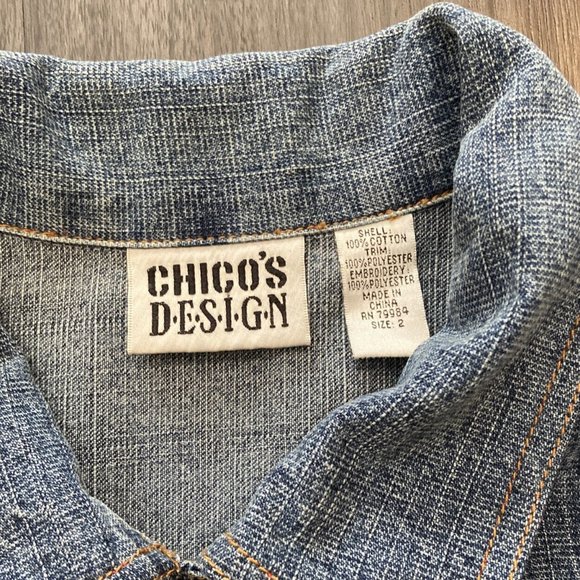 CHICO'S
D•E•S•I•G•N
SHELL:
100% COTTON
TRIM:
100% POLYESTER
EMBROIDERY
100% POLYESTER
MADE IN
CHINA
RN 79984
SIZE: 2